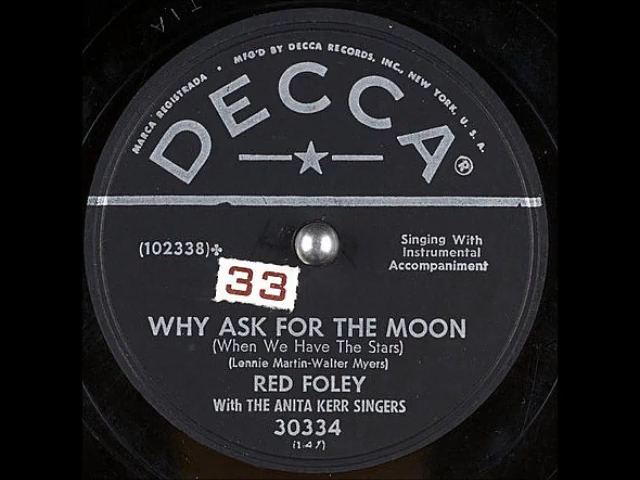 MARCA REGISTRADA • MFG'D BY DECCA RECORDS, INC., NEW YORK, U. S. A.
DECCA®
(102338)✤
Singing With
Instrumental
Accompaniment
33
WHY ASK FOR THE MOON
(When We Have The Stars)
(Lennie Martin-Walter Myers)
RED FOLEY
With THE ANITA KERR SINGERS
30334